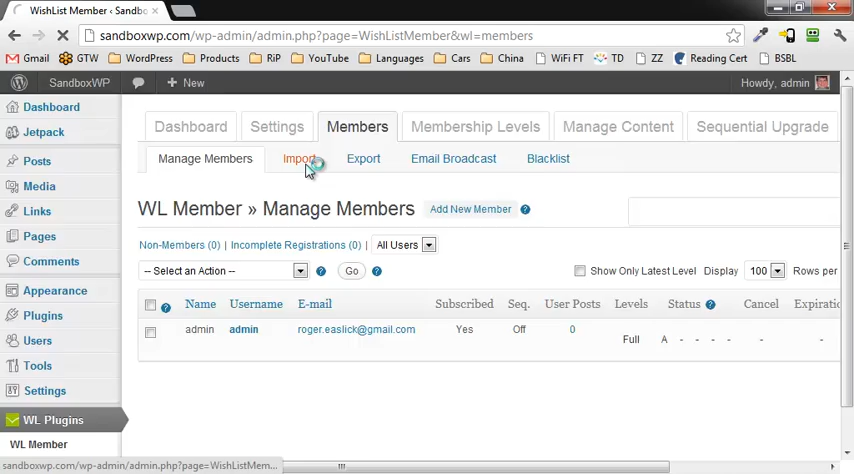 WishList Member ‹ Sandbo
sandboxwp.com/wp-admin/admin.php?page=WishListMember&wl=members
Gmail GTW WordPress Products RiP YouTube Languages Cars China WiFi FT TD ZZ Reading Cert BSBL
SandboxWP + New Howdy, admin
Dashboard
Jetpack
Posts
Media
Links
Pages
Comments
Appearance
Plugins
Users
Tools
Settings
WL Plugins
WL Member
Dashboard Settings Members Membership Levels Manage Content Sequential Upgrade
Manage Members Import Export Email Broadcast Blacklist
WL Member » Manage Members Add New Member ?
Non-Members (0) | Incomplete Registrations (0) | All Users
-- Select an Action -- ? Go ? Show Only Latest Level Display 100 Rows per
? Name Username E-mail Subscribed Seq. User Posts Levels Status ? Cancel Expiratio
admin admin roger.easlick@gmail.com Yes Off 0 Full A - - - - -
sandboxwp.com/wp-admin/admin.php?page=WishListMem...